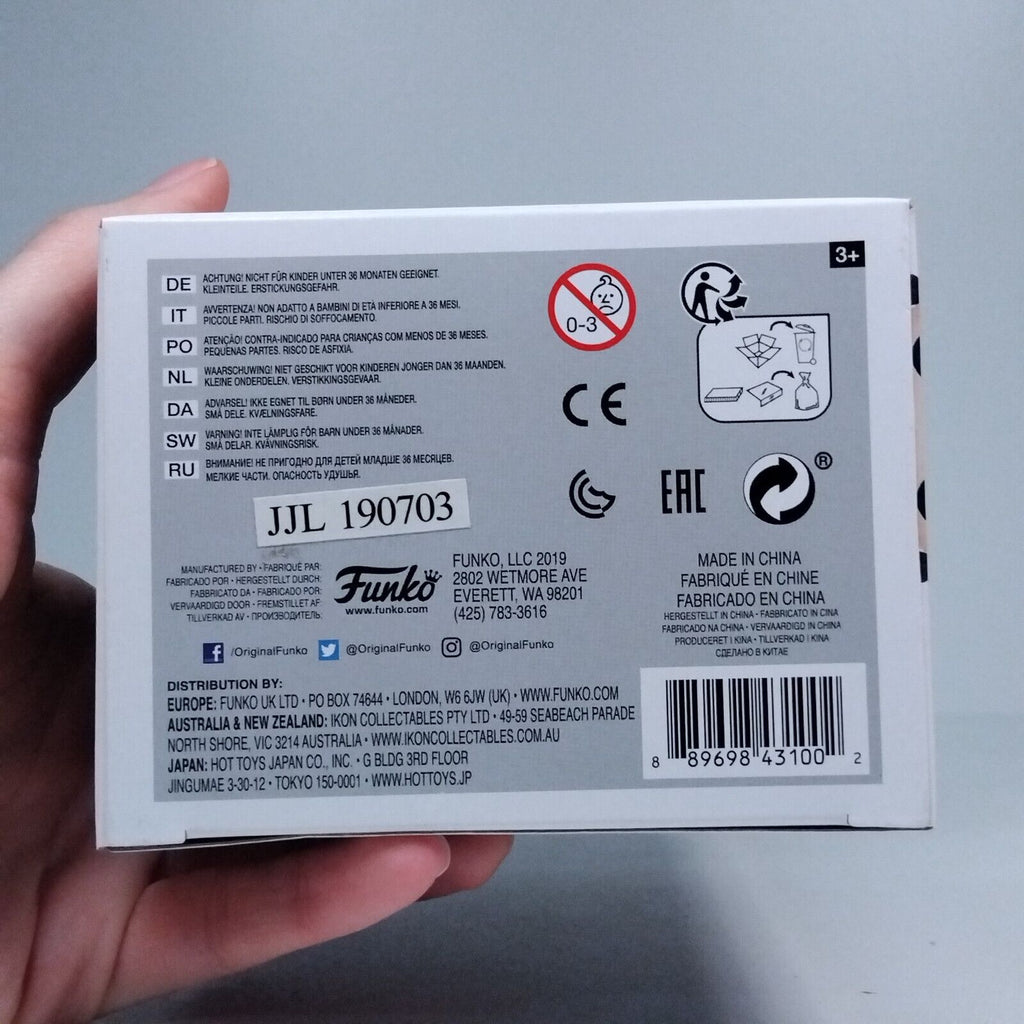 3+
DE ACHTUNG! NICHT FÜR KINDER UNTER 36 MONATEN GEEIGNET.
KLEINTEILE. ERSTICKUNGSGEFAHR.
IT AVVERTENZA! NON ADATTO A BAMBINI DI ETÀ INFERIORE A 36 MESI.
PICCOLE PARTI. RISCHIO DI SOFFOCAMENTO.
PO ATENÇÃO! CONTRA-INDICADO PARA CRIANÇAS COM MENOS DE 36 MESES.
PEQUENAS PARTES. RISCO DE ASFIXIA.
NL WAARSCHUWING! NIET GESCHIKT VOOR KINDEREN JONGER DAN 36 MAANDEN.
KLEINE ONDERDELEN. VERSTIKKINGSGEVAAR.
DA ADVARSEL! IKKE EGNET TIL BØRN UNDER 36 MÅNEDER.
SMÅ DELE. KVÆLNINGSFARE.
SW VARNING! INTE LÄMPLIG FÖR BARN UNDER 36 MÅNADER.
SMÅ DELAR. KVÄVNINGSRISK.
RU ВНИМАНИЕ! НЕ ПРИГОДНО ДЛЯ ДЕТЕЙ МЛАДШЕ 36 МЕСЯЦЕВ.
МЕЛКИЕ ЧАСТИ. ОПАСНОСТЬ УДУШЬЯ.
0-3
CE
EAC
®
JJL 190703
MANUFACTURED BY • FABRIQUÉ PAR:
FABRICADO POR • HERGESTELLT DURCH:
FABBRICATO DA • FABRICADO POR:
VERVAARDIGD DOOR • FREMSTILLET AF:
TILLVERKAD AV • ПРОИЗВОДИТЕЛЬ:
Funko
www.funko.com
FUNKO, LLC 2019
2802 WETMORE AVE
EVERETT, WA 98201
(425) 783-3616
MADE IN CHINA
FABRIQUÉ EN CHINE
FABRICADO EN CHINA
HERGESTELLT IN CHINA • FABBRICATO IN CINA
FABRICADO NA CHINA • VERVAARDIGD IN CHINA
PRODUCERET I KINA • TILLVERKAD I KINA
СДЕЛАНО В КИТАЕ
/OriginalFunko @OriginalFunko @OriginalFunko
DISTRIBUTION BY:
EUROPE: FUNKO UK LTD • PO BOX 74644 • LONDON, W6 6JW (UK) • WWW.FUNKO.COM
AUSTRALIA & NEW ZEALAND: IKON COLLECTABLES PTY LTD • 49-59 SEABEACH PARADE
NORTH SHORE, VIC 3214 AUSTRALIA • WWW.IKONCOLLECTABLES.COM.AU
JAPAN: HOT TOYS JAPAN CO., INC. • G BLDG 3RD FLOOR
JINGUMAE 3-30-12 • TOKYO 150-0001 • WWW.HOTTOYS.JP
8 89698 43100 2